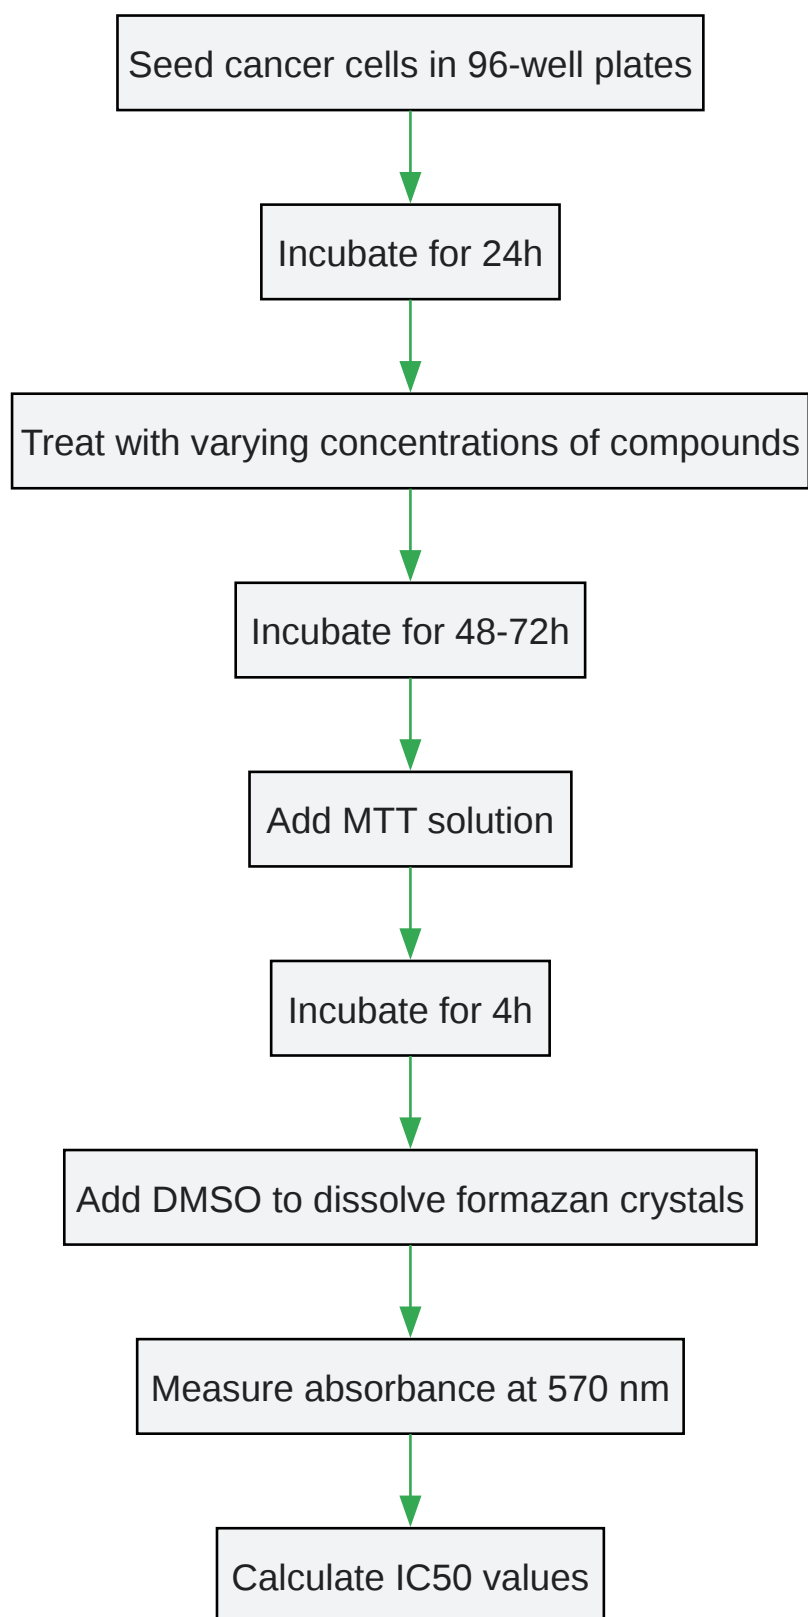 Seed cancer cells in 96-well plates
Incubate for 24h
Treat with varying concentrations of compounds
Incubate for 48-72h
Add MTT solution
Incubate for 4h
Add DMSO to dissolve formazan crystals
Measure absorbance at 570 nm
Calculate IC50 values